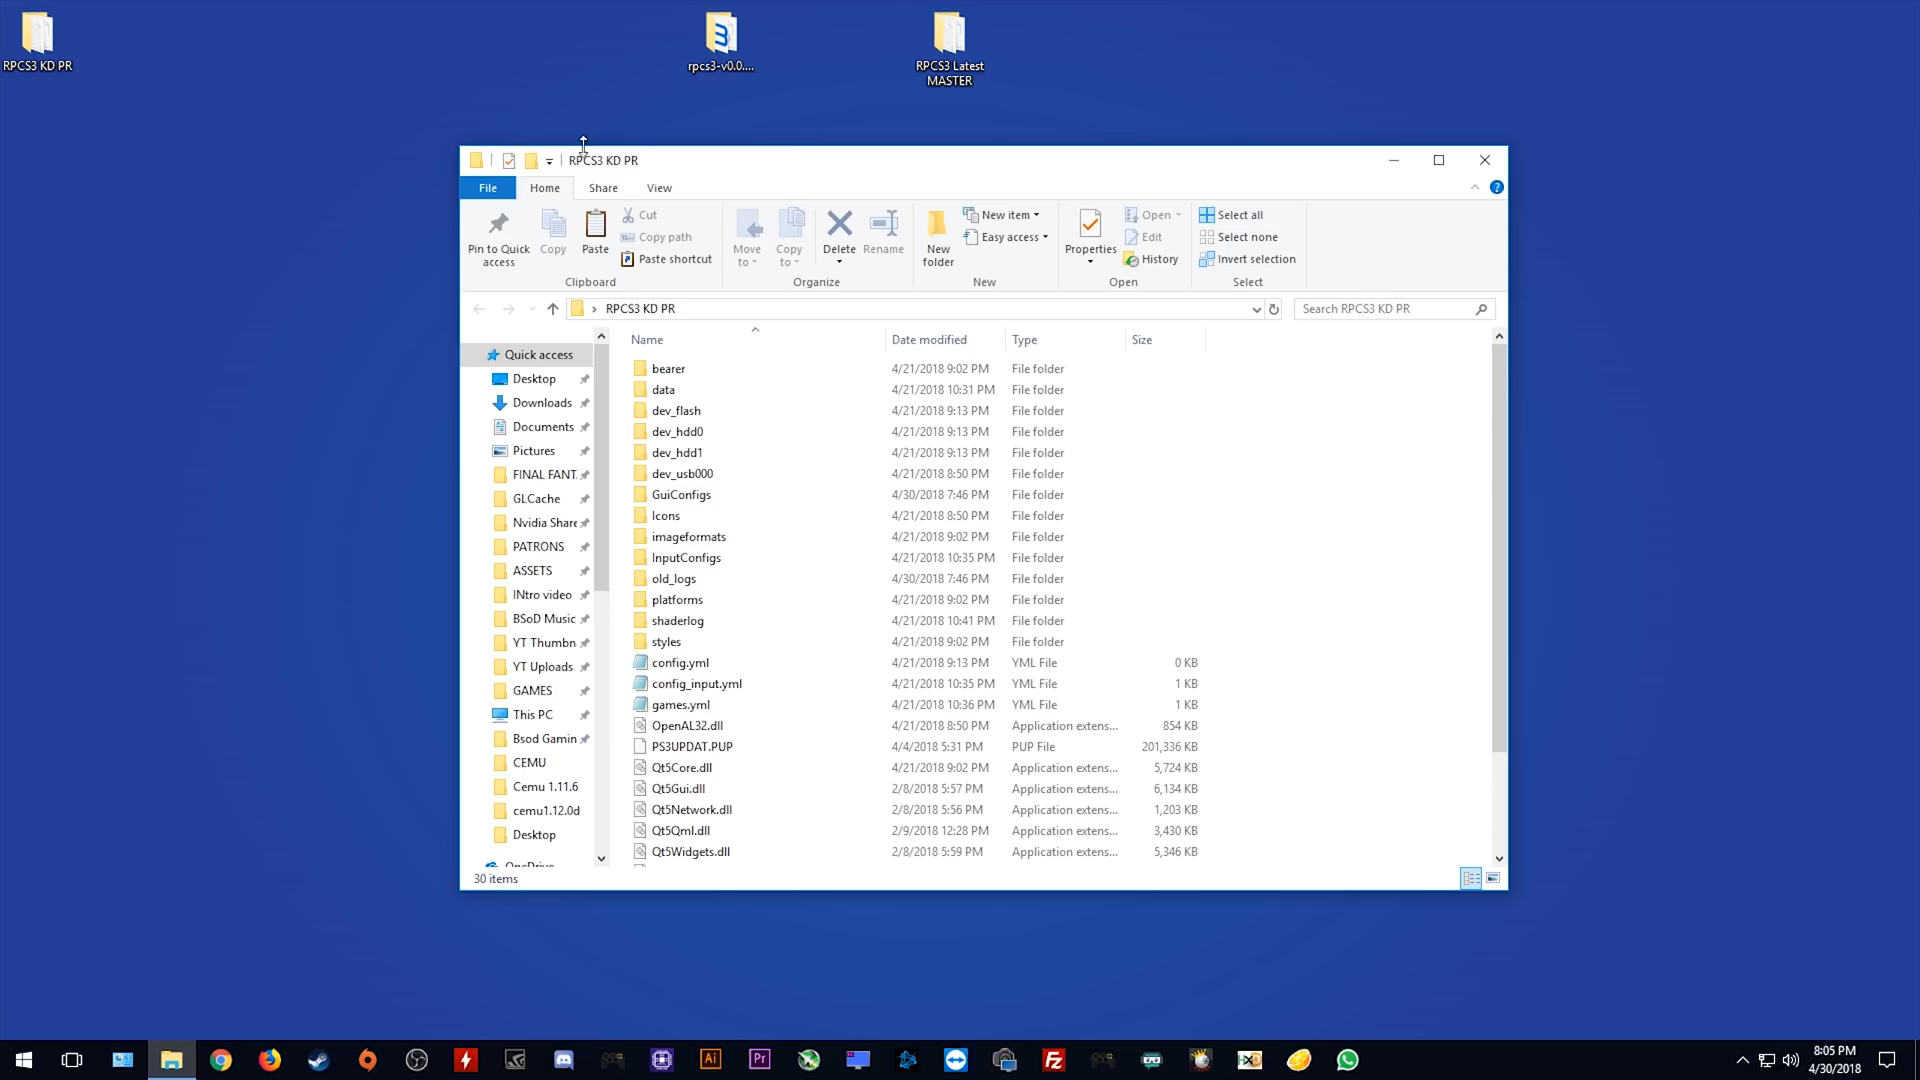 RPCS3 KD PR
rpcs3-v0.0....
RPCS3 Latest
MASTER
RPCS3 KD PR
File Home Share View
Pin to Quick
access
Copy
Paste
Cut
Copy path
Paste shortcut
Clipboard
Move
to
Copy
to
Delete
Rename
Organize
New
folder
New item
Easy access
New
Properties
Open
Edit
History
Open
Select all
Select none
Invert selection
Select
RPCS3 KD PR
Search RPCS3 KD PR
Quick access
Desktop
Downloads
Documents
Pictures
FINAL FANT.
GLCache
Nvidia Share
PATRONS
ASSETS
INtro video
BSoD Music
YT Thumbn
YT Uploads
GAMES
This PC
Bsod Gamin
CEMU
Cemu 1.11.6
cemu1.12.0d
Desktop
OneDrive
Name Date modified Type Size
bearer 4/21/2018 9:02 PM File folder
data 4/21/2018 10:31 PM File folder
dev_flash 4/21/2018 9:13 PM File folder
dev_hdd0 4/21/2018 9:13 PM File folder
dev_hdd1 4/21/2018 9:13 PM File folder
dev_usb000 4/21/2018 8:50 PM File folder
GuiConfigs 4/30/2018 7:46 PM File folder
Icons 4/21/2018 8:50 PM File folder
imageformats 4/21/2018 9:02 PM File folder
InputConfigs 4/21/2018 10:35 PM File folder
old_logs 4/30/2018 7:46 PM File folder
platforms 4/21/2018 9:02 PM File folder
shaderlog 4/21/2018 10:41 PM File folder
styles 4/21/2018 9:02 PM File folder
config.yml 4/21/2018 9:13 PM YML File 0 KB
config_input.yml 4/21/2018 10:35 PM YML File 1 KB
games.yml 4/21/2018 10:36 PM YML File 1 KB
OpenAL32.dll 4/21/2018 8:50 PM Application extens... 854 KB
PS3UPDAT.PUP 4/4/2018 5:31 PM PUP File 201,336 KB
Qt5Core.dll 4/21/2018 9:02 PM Application extens... 5,724 KB
Qt5Gui.dll 2/8/2018 5:57 PM Application extens... 6,134 KB
Qt5Network.dll 2/8/2018 5:56 PM Application extens... 1,203 KB
Qt5Qml.dll 2/9/2018 12:28 PM Application extens... 3,430 KB
Qt5Widgets.dll 2/8/2018 5:59 PM Application extens... 5,346 KB
30 items
8:05 PM
4/30/2018